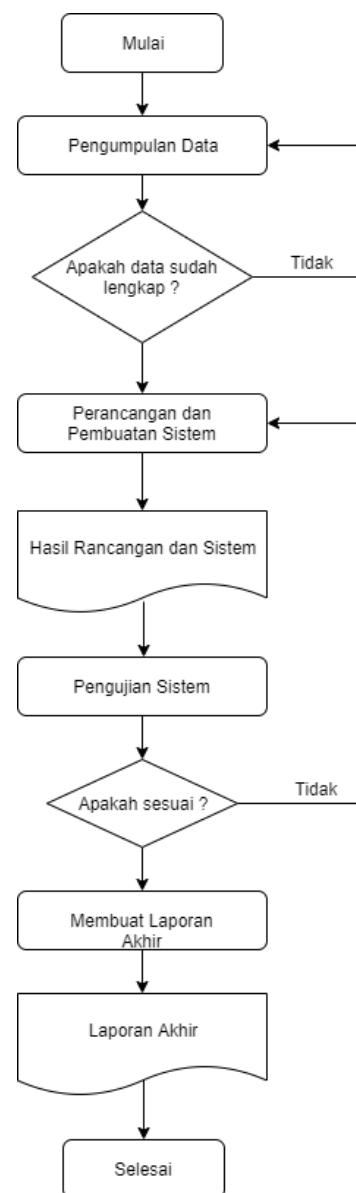 Mulai
Pengumpulan Data
Apakah data sudah
lengkap ?
Tidak
Perancangan dan
Pembuatan Sistem
Hasil Rancangan dan Sistem
Pengujian Sistem
Apakah sesuai ?
Tidak
Membuat Laporan
Akhir
Laporan Akhir
Selesai